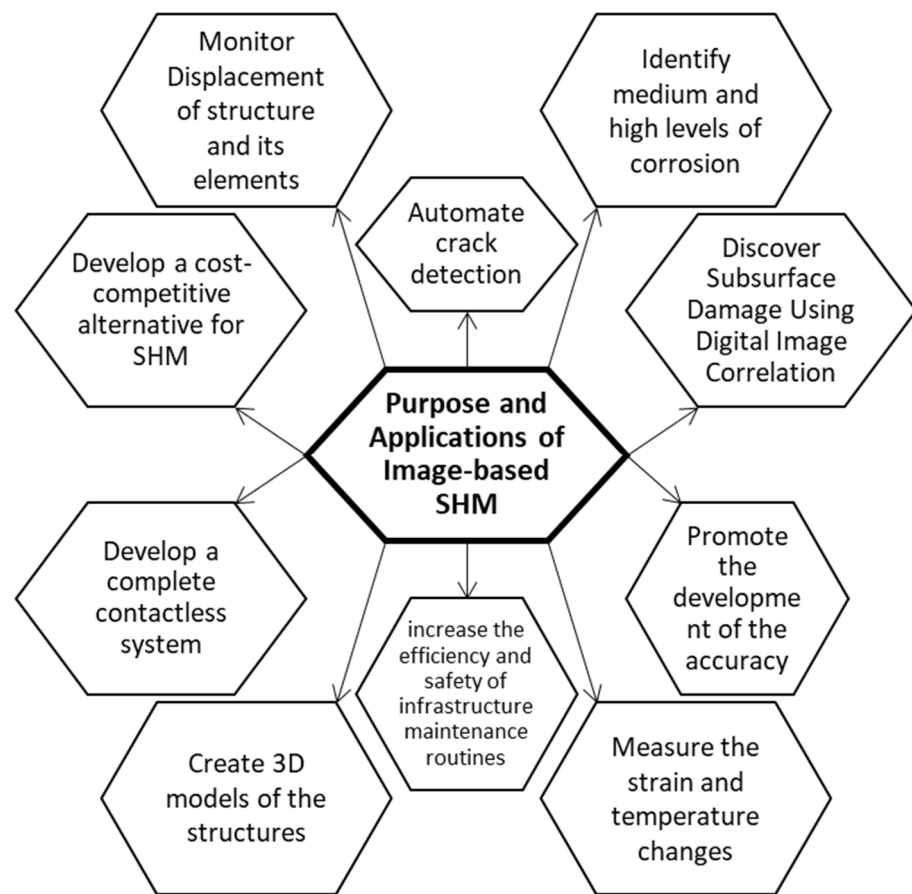 Monitor
Displacement
of structure
and its
elements
Identify
medium and
high levels of
corrosion
Automate
crack
detection
Develop a cost-
competitive
alternative for
SHM
Discover
Subsurface
Damage Using
Digital Image
Correlation
Purpose and
Applications of
Image-based
SHM
Develop a
complete
contactless
system
Promote
the
developme
nt of the
accuracy
increase the
efficiency and
safety of
infrastructure
maintenance
routines
Create 3D
models of the
structures
Measure the
strain and
temperature
changes